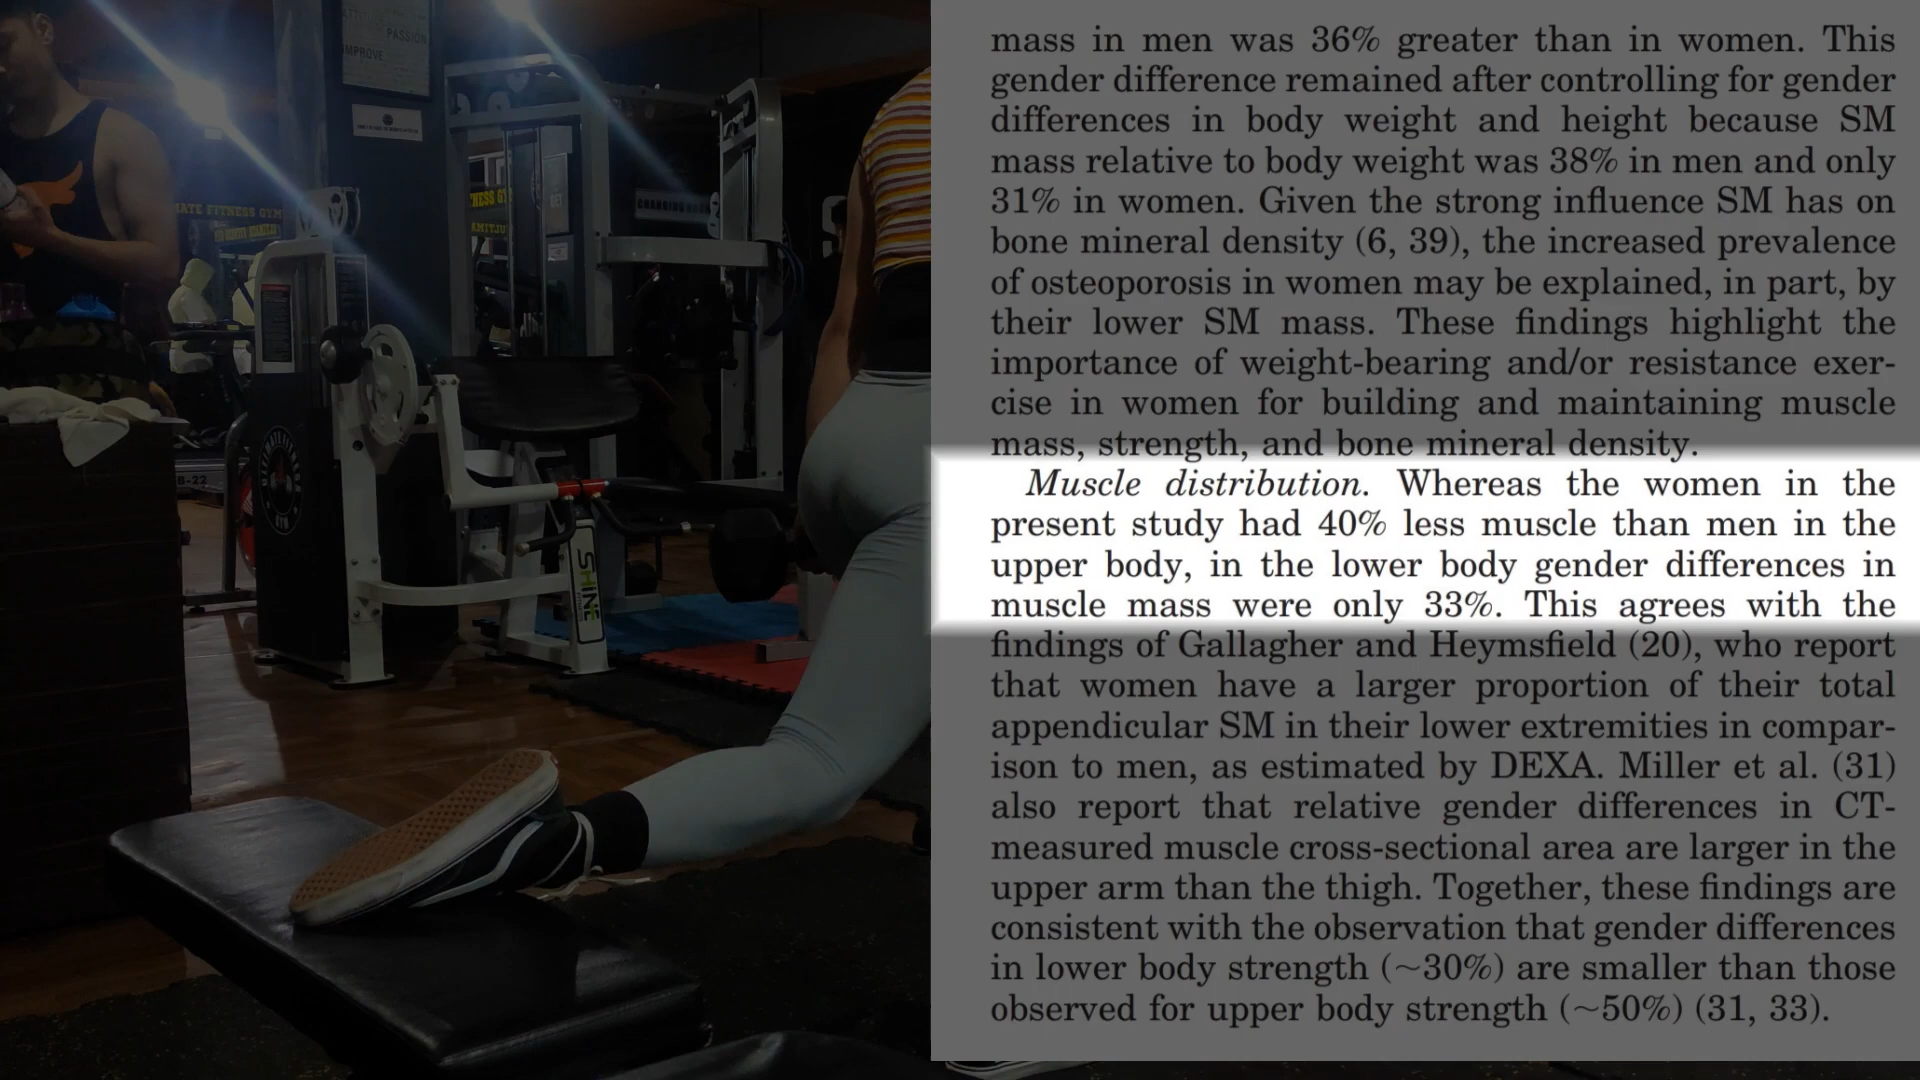 PASSION
IMPROVE
MATE FITNESS GYM
NESS GY
CHANGING ROOM
B-22
GYM
SHINE
mass in men was 36% greater than in women. This
gender difference remained after controlling for gender
differences in body weight and height because SM
mass relative to body weight was 38% in men and only
31% in women. Given the strong influence SM has on
bone mineral density (6, 39), the increased prevalence
of osteoporosis in women may be explained, in part, by
their lower SM mass. These findings highlight the
importance of weight-bearing and/or resistance exer-
cise in women for building and maintaining muscle
mass, strength, and bone mineral density.
Muscle distribution. Whereas the women in the
present study had 40% less muscle than men in the
upper body, in the lower body gender differences in
muscle mass were only 33%. This agrees with the
findings of Gallagher and Heymsfield (20), who report
that women have a larger proportion of their total
appendicular SM in their lower extremities in compar-
ison to men, as estimated by DEXA. Miller et al. (31)
also report that relative gender differences in CT-
measured muscle cross-sectional area are larger in the
upper arm than the thigh. Together, these findings are
consistent with the observation that gender differences
in lower body strength (~30%) are smaller than those
observed for upper body strength (~50%) (31, 33).